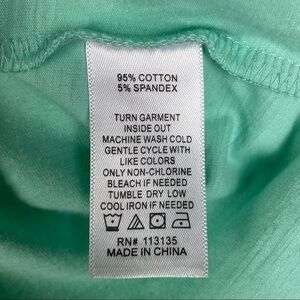 95% COTTON
5% SPANDEX
TURN GARMENT
INSIDE OUT
MACHINE WASH COLD
GENTLE CYCLE WITH
LIKE COLORS
ONLY NON-CHLORINE
BLEACH IF NEEDED
TUMBLE DRY LOW
COOL IRON IF NEEDED
RN# 113135
MADE IN CHINA